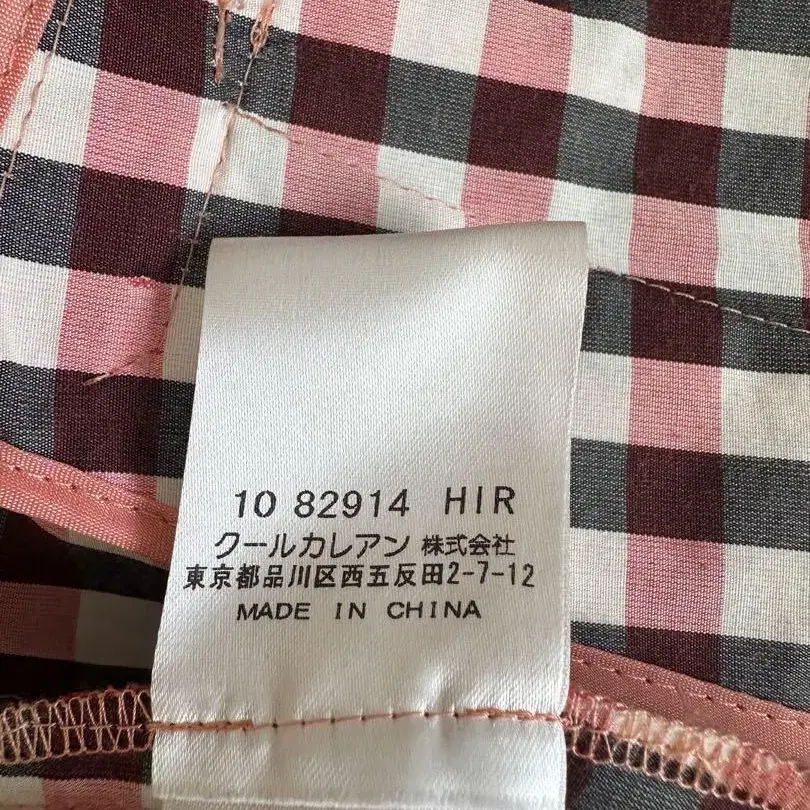 10 82914 HIR
クールカレアン 株式会社
東京都品川区西五反田2-7-12
MADE IN CHINA